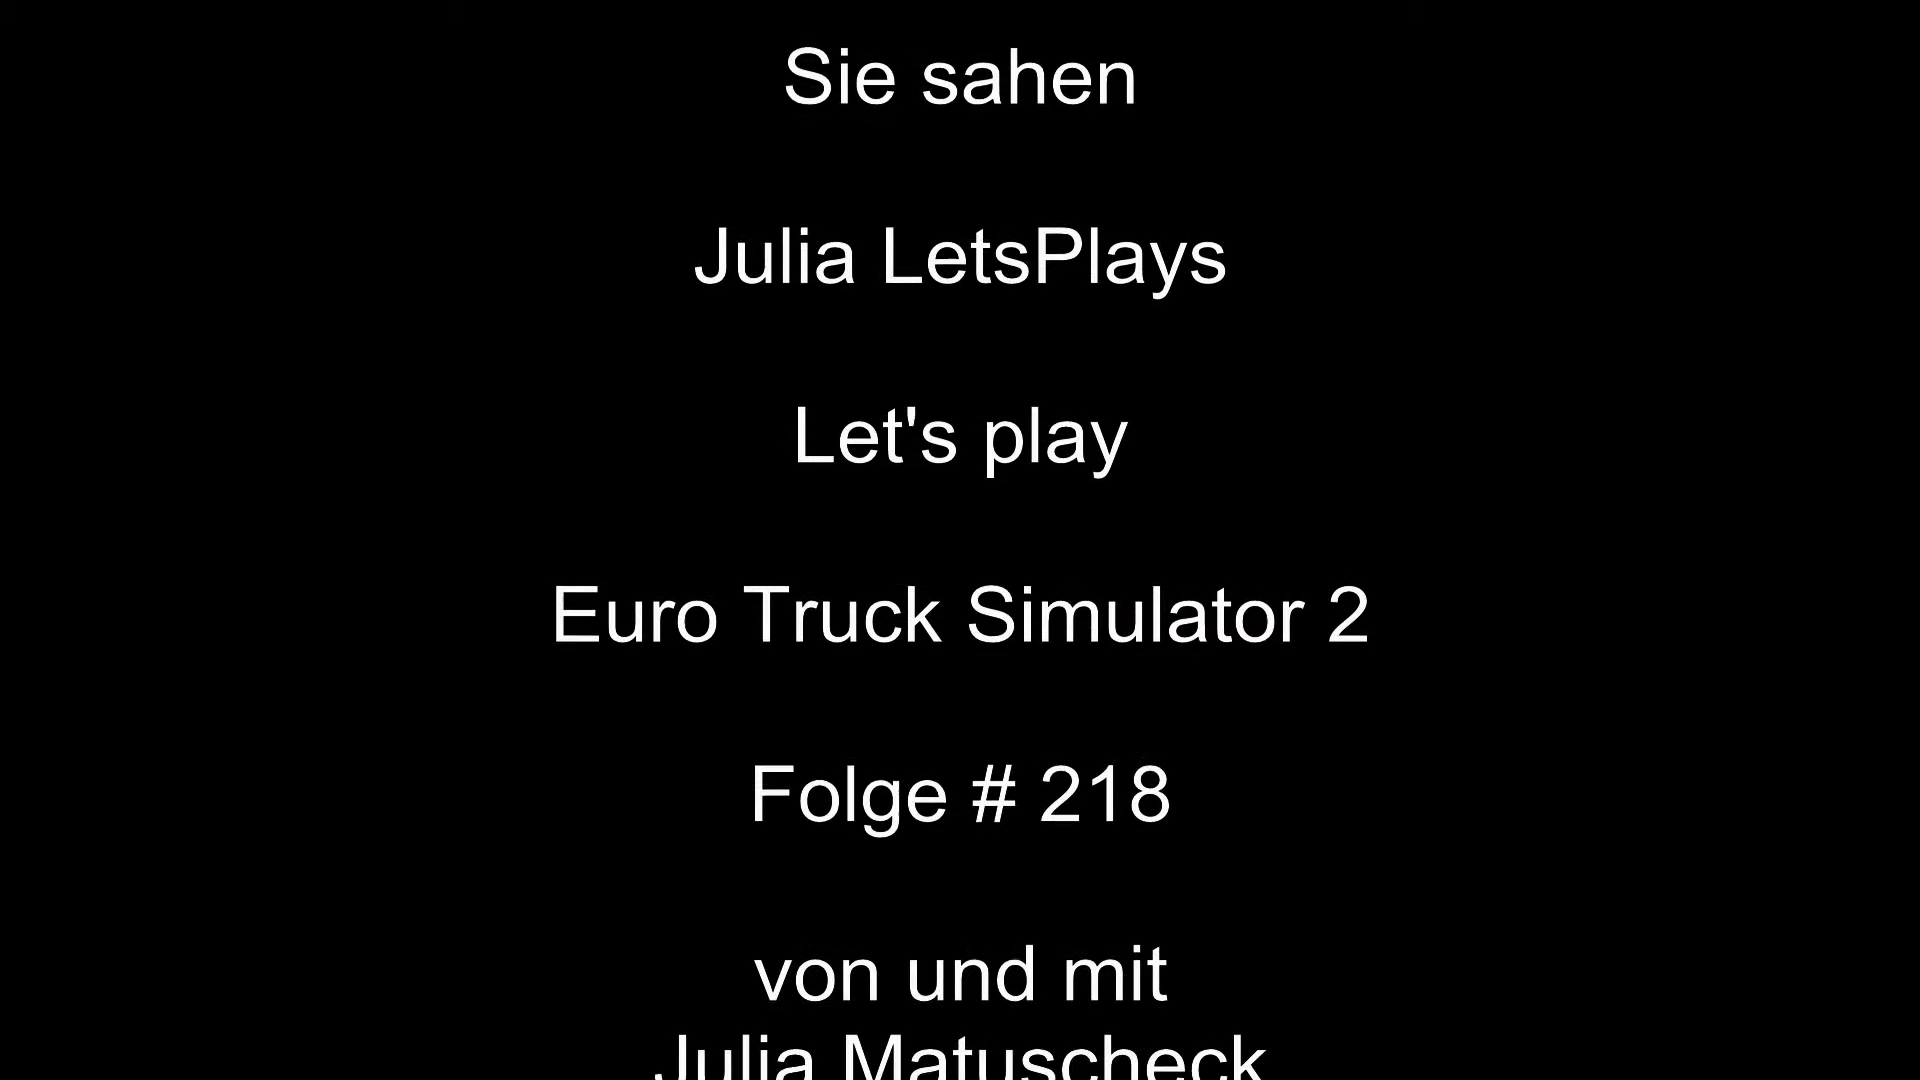 Sie sahen
Julia LetsPlays
Let's play
Euro Truck Simulator 2
Folge # 218
von und mit
Julia Matuscheck